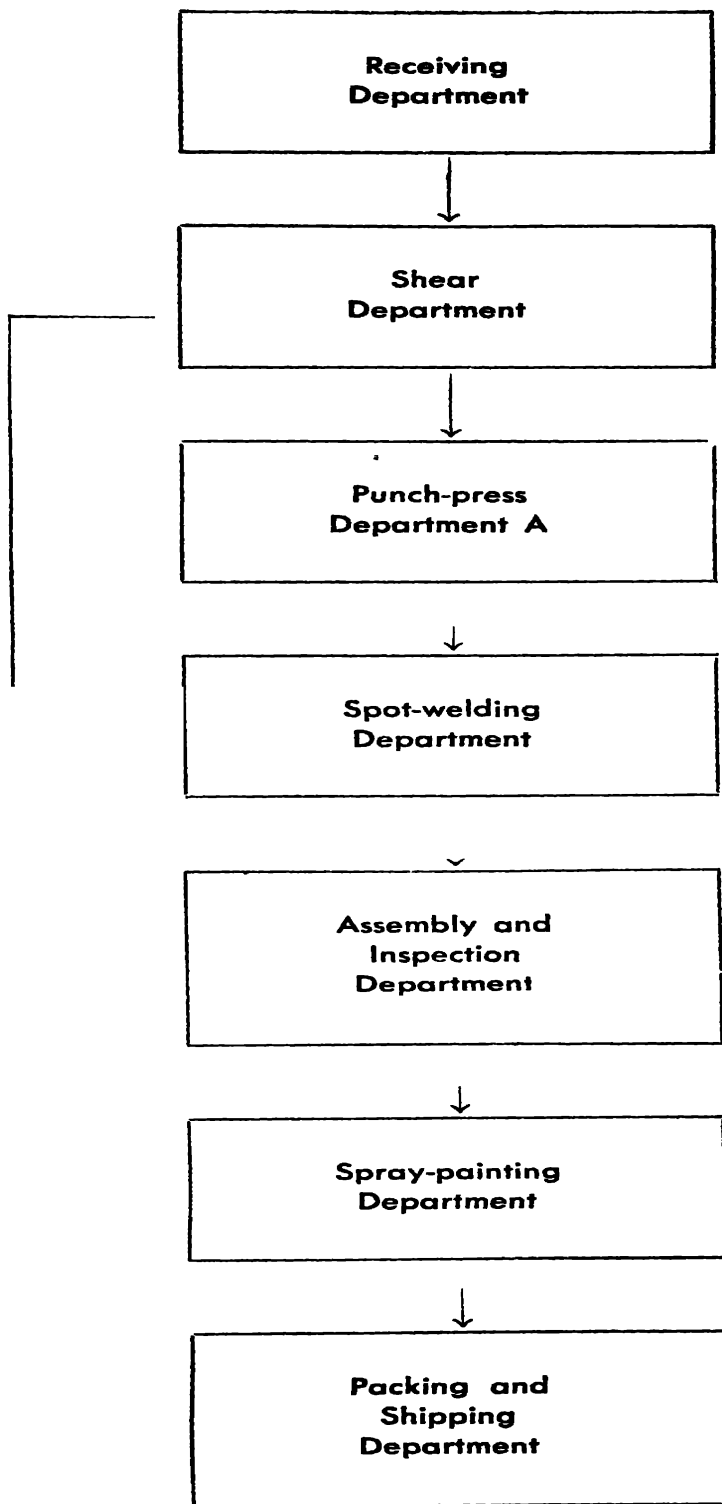 Receiving
Department
Shear
Department
Punch-press
Department A
Spot-welding
Department
Assembly and
Inspection
Department
Spray-painting
Department
Packing and
Shipping
Department